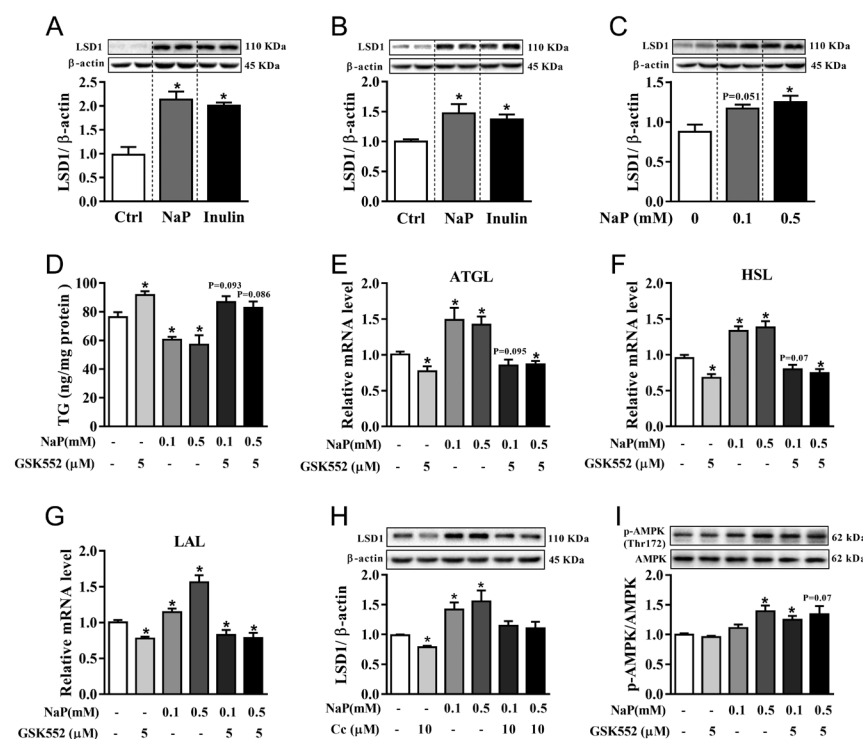 A
LSD1
110 KDa
β-actin
45 KDa
LSD1/ β-actin
2.5
2.0
1.5
1.0
0.5
0.0
*
*
Ctrl NaP Inulin
B
LSD1
110 KDa
β-actin
45 KDa
LSD1/ β-actin
2.0
1.5
1.0
0.5
0.0
*
*
Ctrl NaP Inulin
C
LSD1
110 KDa
β-actin
45 KDa
LSD1/ β-actin
1.5
1.0
0.5
0.0
P=0.051
*
NaP (mM) 0 0.1 0.5
D
TG (ng/mg protein )
100
80
60
40
20
0
*
*
*
P=0.093
P=0.086
NaP(mM) - - 0.1 0.5 0.1 0.5
GSK552 (μM) - 5 - - 5 5
E
ATGL
Relative mRNA level
2.0
1.5
1.0
0.5
0.0
*
*
*
P=0.095
*
NaP(mM) - - 0.1 0.5 0.1 0.5
GSK552 (μM) - 5 - - 5 5
F
HSL
Relative mRNA level
2.0
1.5
1.0
0.5
0.0
*
*
*
P=0.07
*
NaP(mM) - - 0.1 0.5 0.1 0.5
GSK552 (μM) - 5 - - 5 5
G
LAL
Relative mRNA level
2.0
1.5
1.0
0.5
0.0
*
*
*
*
*
NaP(mM) - - 0.1 0.5 0.1 0.5
GSK552 (μM) - 5 - - 5 5
H
LSD1
110 KDa
β-actin
45 KDa
LSD1/ β-actin
2.0
1.5
1.0
0.5
0.0
*
*
*
NaP(mM) - - 0.1 0.5 0.1 0.5
Cc (μM) - 10 - - 10 10
I
p-AMPK
(Thr172)
62 kDa
AMPK
62 kDa
p-AMPK/AMPK
2.0
1.5
1.0
0.5
0.0
*
*
P=0.07
NaP(mM) - - 0.1 0.5 0.1 0.5
GSK552 (μM) - 5 - - 5 5